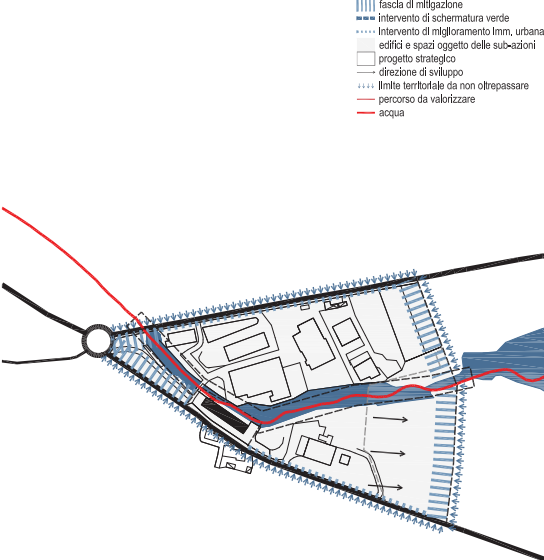 fascia di mitigazione
intervento di schermatura verde
intervento di miglioramento imm. urbana
edifici e spazi oggetto delle sub-azioni
progetto strategico
direzione di sviluppo
limite territoriale da non oltrepassare
percorso da valorizzare
acqua